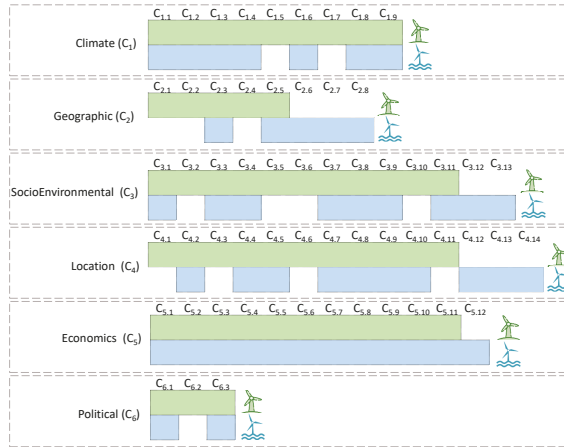 C1.1 C1.2 C1.3 C1.4 C1.5 C1.6 C1.7 C1.8 C1.9
Climate (C1)
C2.1 C2.2 C2.3 C2.4 C2.5 C2.6 C2.7 C2.8
Geographic (C2)
C3.1 C3.2 C3.3 C3.4 C3.5 C3.6 C3.7 C3.8 C3.9 C3.10 C3.11 C3.12 C3.13
SocioEnvironmental (C3)
C4.1 C4.2 C4.3 C4.4 C4.5 C4.6 C4.7 C4.8 C4.9 C4.10 C4.11 C4.12 C4.13 C4.14
Location (C4)
C5.1 C5.2 C5.3 C5.4 C5.5 C5.6 C5.7 C5.8 C5.9 C5.10 C5.11 C5.12
Economics (C5)
C6.1 C6.2 C6.3
Political (C6)